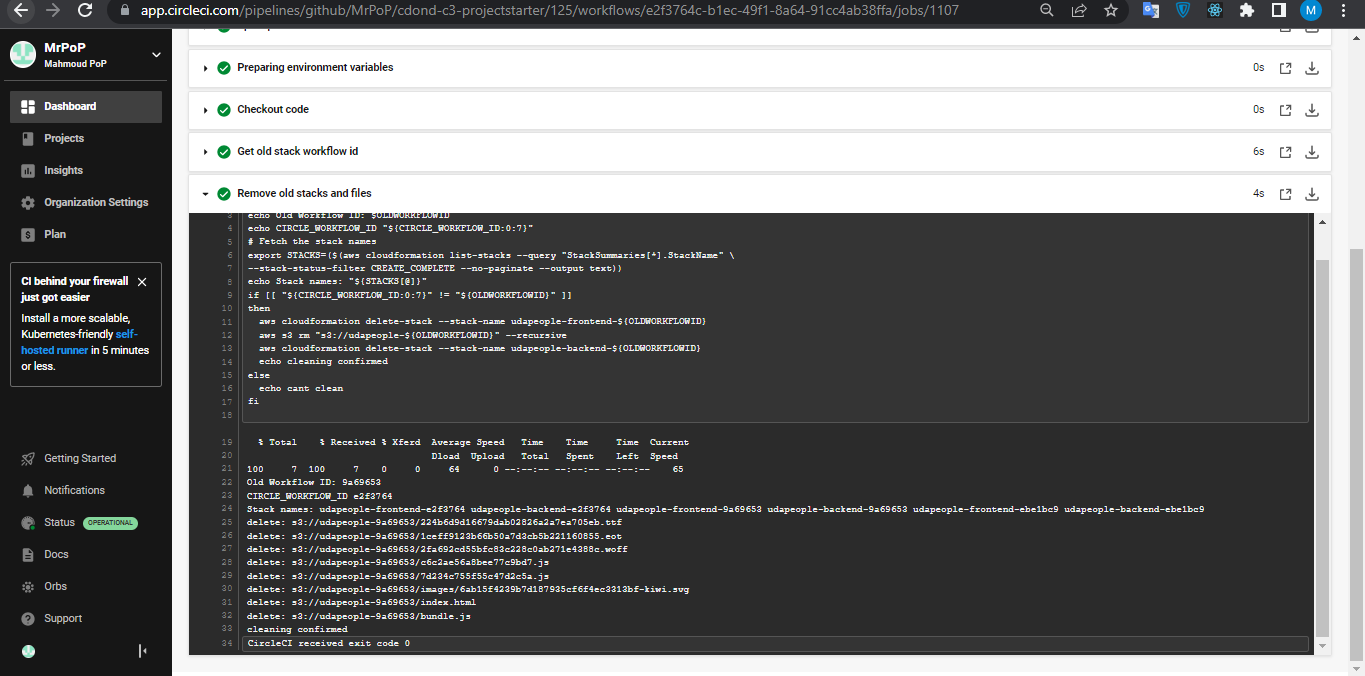 app.circleci.com/pipelines/github/MrPoP/cdond-c3-projectstarter/125/workflows/e2f3764c-b1ec-49f1-8a64-91cc4ab38ffa/jobs/1107
M
MrPoP
Mahmoud PoP
Dashboard
Projects
Insights
Organization Settings
Plan
CI behind your firewall
just got easier
Install a more scalable,
Kubernetes-friendly self-
hosted runner in 5 minutes
or less.
Getting Started
Notifications
Status OPERATIONAL
Docs
Orbs
Support
Preparing environment variables 0s
Checkout code 0s
Get old stack workflow id 6s
Remove old stacks and files 4s
3 echo Old Workflow ID: $OLDWORKFLOWID
4 echo CIRCLE_WORKFLOW_ID "${CIRCLE_WORKFLOW_ID:0:7}"
5 # Fetch the stack names
6 export STACKS=($(aws cloudformation list-stacks --query "StackSummaries[*].StackName" \
7 --stack-status-filter CREATE_COMPLETE --no-paginate --output text))
8 echo Stack names: "${STACKS[@]}"
9 if [[ "${CIRCLE_WORKFLOW_ID:0:7}" != "${OLDWORKFLOWID}" ]]
10 then
11 aws cloudformation delete-stack --stack-name udapeople-frontend-${OLDWORKFLOWID}
12 aws s3 rm "s3://udapeople-${OLDWORKFLOWID}" --recursive
13 aws cloudformation delete-stack --stack-name udapeople-backend-${OLDWORKFLOWID}
14 echo cleaning confirmed
15 else
16 echo cant clean
17 fi
18
19 % Total % Received % Xferd Average Speed Time Time Time Current
20 Dload Upload Total Spent Left Speed
21 100 7 100 7 0 0 64 0 --:--:-- --:--:-- --:--:-- 65
22 Old Workflow ID: 9a69653
23 CIRCLE_WORKFLOW_ID e2f3764
24 Stack names: udapeople-frontend-e2f3764 udapeople-backend-e2f3764 udapeople-frontend-9a69653 udapeople-backend-9a69653 udapeople-frontend-ebe1bc9 udapeople-backend-ebe1bc9
25 delete: s3://udapeople-9a69653/224b6d9d16679dab02826a2a7ea705eb.ttf
26 delete: s3://udapeople-9a69653/1ceff9123b66b50a7d3cb5b221160855.eot
27 delete: s3://udapeople-9a69653/2fa692cd55bfc83c228c0ab271e4388c.woff
28 delete: s3://udapeople-9a69653/c6c2ae56a8bee77c9bd7.js
29 delete: s3://udapeople-9a69653/7d234c755f55c47d2c5a.js
30 delete: s3://udapeople-9a69653/images/6ab15f4239b7d187935cf6f4ec3313bf-kiwi.svg
31 delete: s3://udapeople-9a69653/index.html
32 delete: s3://udapeople-9a69653/bundle.js
33 cleaning confirmed
34 CircleCI received exit code 0